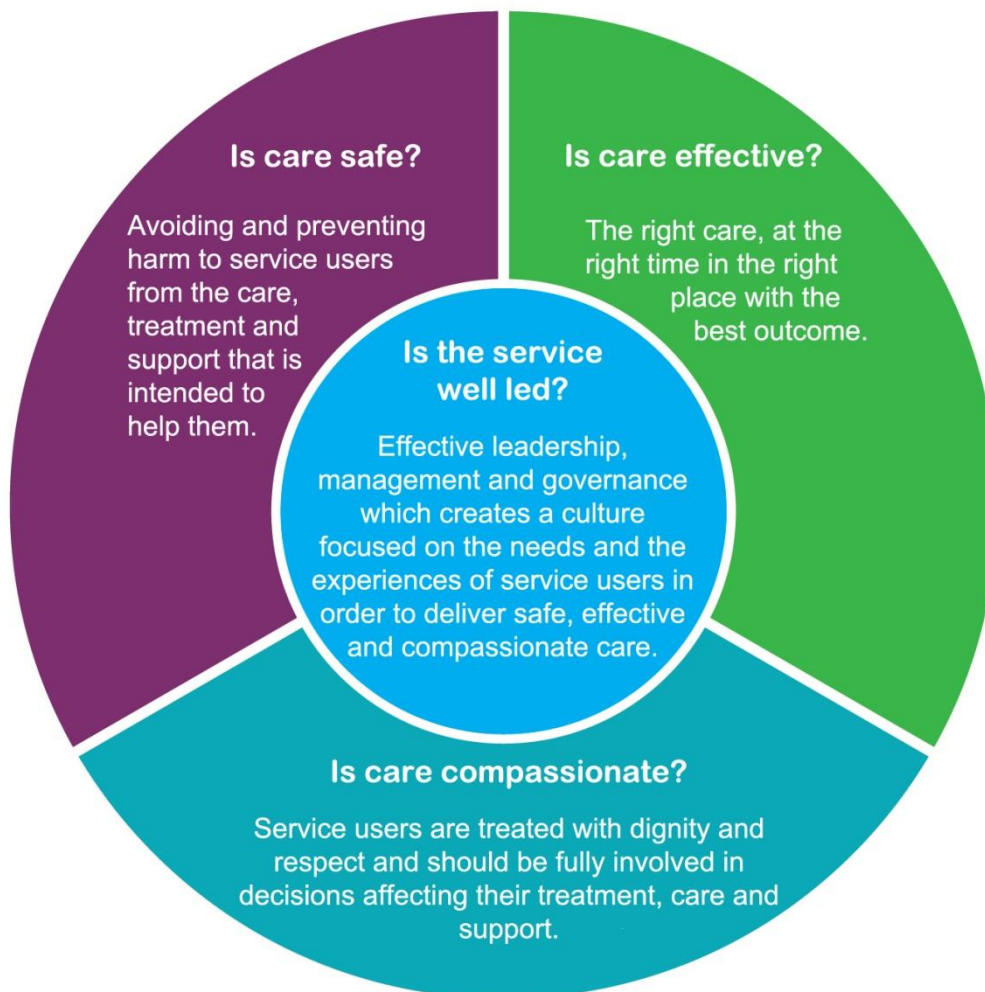 Is care safe?
Avoiding and preventing
harm to service users
from the care,
treatment and
support that is
intended to
help them.
Is care effective?
The right care, at the
right time in the right
place with the
best outcome.
Is the service
well led?
Effective leadership,
management and governance
which creates a culture
focused on the needs and the
experiences of service users in
order to deliver safe, effective
and compassionate care.
Is care compassionate?
Service users are treated with dignity and
respect and should be fully involved in
decisions affecting their treatment, care and
support.